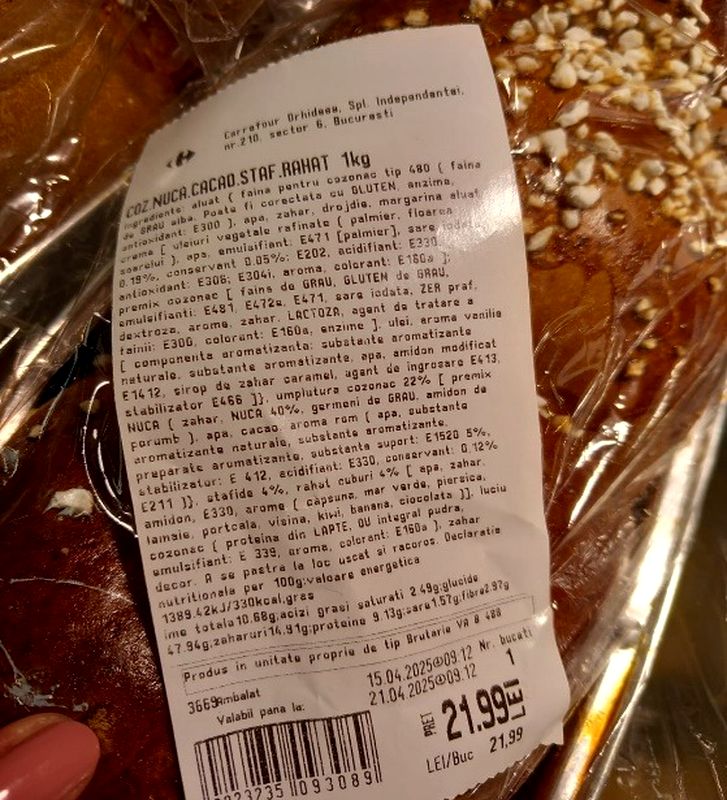 Carrefour Orhideea, Spl. Independentei,
nr.210, sector 6, Bucuresti
COZ.NUCA.CACAO.STAF.RAHAT 1kg
Ingrediente: aluat ( faina pentru cozonac tip 480 ( faina
de GRAU alba. Poate fi corectata cu GLUTEN, enzime,
antioxidant: E300 ), apa, zahar, drojdie, margarina aluat
crema [ uleiuri vegetale rafinate ( palmier, floarea
soarelui ), apa, emulsifiant: E471 [palmier], sare iodata
0.19%, conservant 0.05%: E202, acidifiant: E330,
antioxidant: E306; E304i, aroma, colorant: E160a ];
premix cozonac [ faina de GRAU, GLUTEN de GRAU,
emulsifianti: E481, E472e, E471, sare iodata, ZER praf,
dextroza, arome, zahar, LACTOZA, agent de tratare a
fainii: E300, colorant: E160a, enzime ], ulei, aroma vanilie
[ componenta aromatizanta: substante aromatizante
naturale, substante aromatizante, apa, amidon modificat
E1412, sirop de zahar caramel, agent de ingrosare E413,
stabilizator E466 ]}, umplutura cozonac 22% [ premix
NUCA ( zahar, NUCA 40%, germeni de GRAU, amidon de
porumb ), apa, cacao, aroma rom ( apa, substante
aromatizante naturale, substante aromatizante,
preparate aromatizante, substanta suport: E1520 5%,
stabilizator: E 412, acidifiant: E330, conservant: 0.12%
E211 )}, stafide 4%, rahat cuburi 4% [ apa, zahar,
amidon, E330, arome ( capsuna, mar verde, piersica,
lamaie, portocala, visina, kiwi, banana, ciocolata )], luciu
cozonac ( proteina din LAPTE, OU integral pudra,
emulsifiant: E 339, aroma, colorant: E160a ), zahar
decor. A se pastra la loc uscat si racoros. Declaratie
nutritionala per 100g:valoare energetica
1389.42kJ/330kcal,gras
ime totala10.68g,acizi grasi saturati 2.49g:glucide
47.94g;zaharuri14.91g:proteine 9.13g:sare1.57g:fibre2.97g
Produs in unitate proprie de tip Brutarie VA 8 488
3669Ambalat 15.04.2025@09:12 Nr. bucati
Valabil pana la: 21.04.2025@09:12 1
PRET 21.99LEI
LEI/Buc 21,99
093089